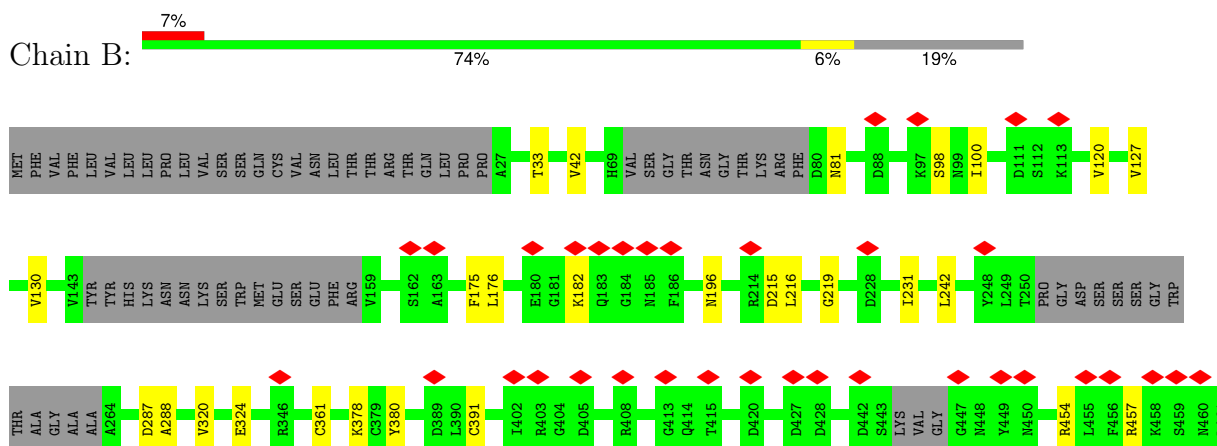 7%
Chain B:
74% 6% 19%
MET PHE VAL PHE LEU VAL LEU LEU PRO LEU VAL SER SER GLN CYS VAL ASN LEU THR THR ARG THR GLN LEU PRO PRO A27 T33 V42 H69 VAL SER GLY THR ASN GLY THR LYS ARG PHE D80 N81 D88 K97 S98 N99 I100 D111 S112 K113 V120 V127
V130 V143 TYR TYR HIS LYS ASN ASN LYS SER TRP MET GLU SER GLU PHE ARG V159 S162 A163 F175 L176 E180 G181 K182 Q183 G184 N185 F186 N196 R214 D215 L216 G219 D228 I231 L242 Y248 L249 T250 PRO GLY ASP SER SER SER GLY TRP
THR ALA GLY ALA ALA A264 D287 A288 V320 E324 R346 C361 K378 C379 Y380 D389 L390 C391 I402 R403 G404 D405 R408 G413 Q414 T415 D420 D427 D428 D442 S443 LYS VAL GLY G447 N448 Y449 N450 R454 L455 F456 R457 K458 S459 N460